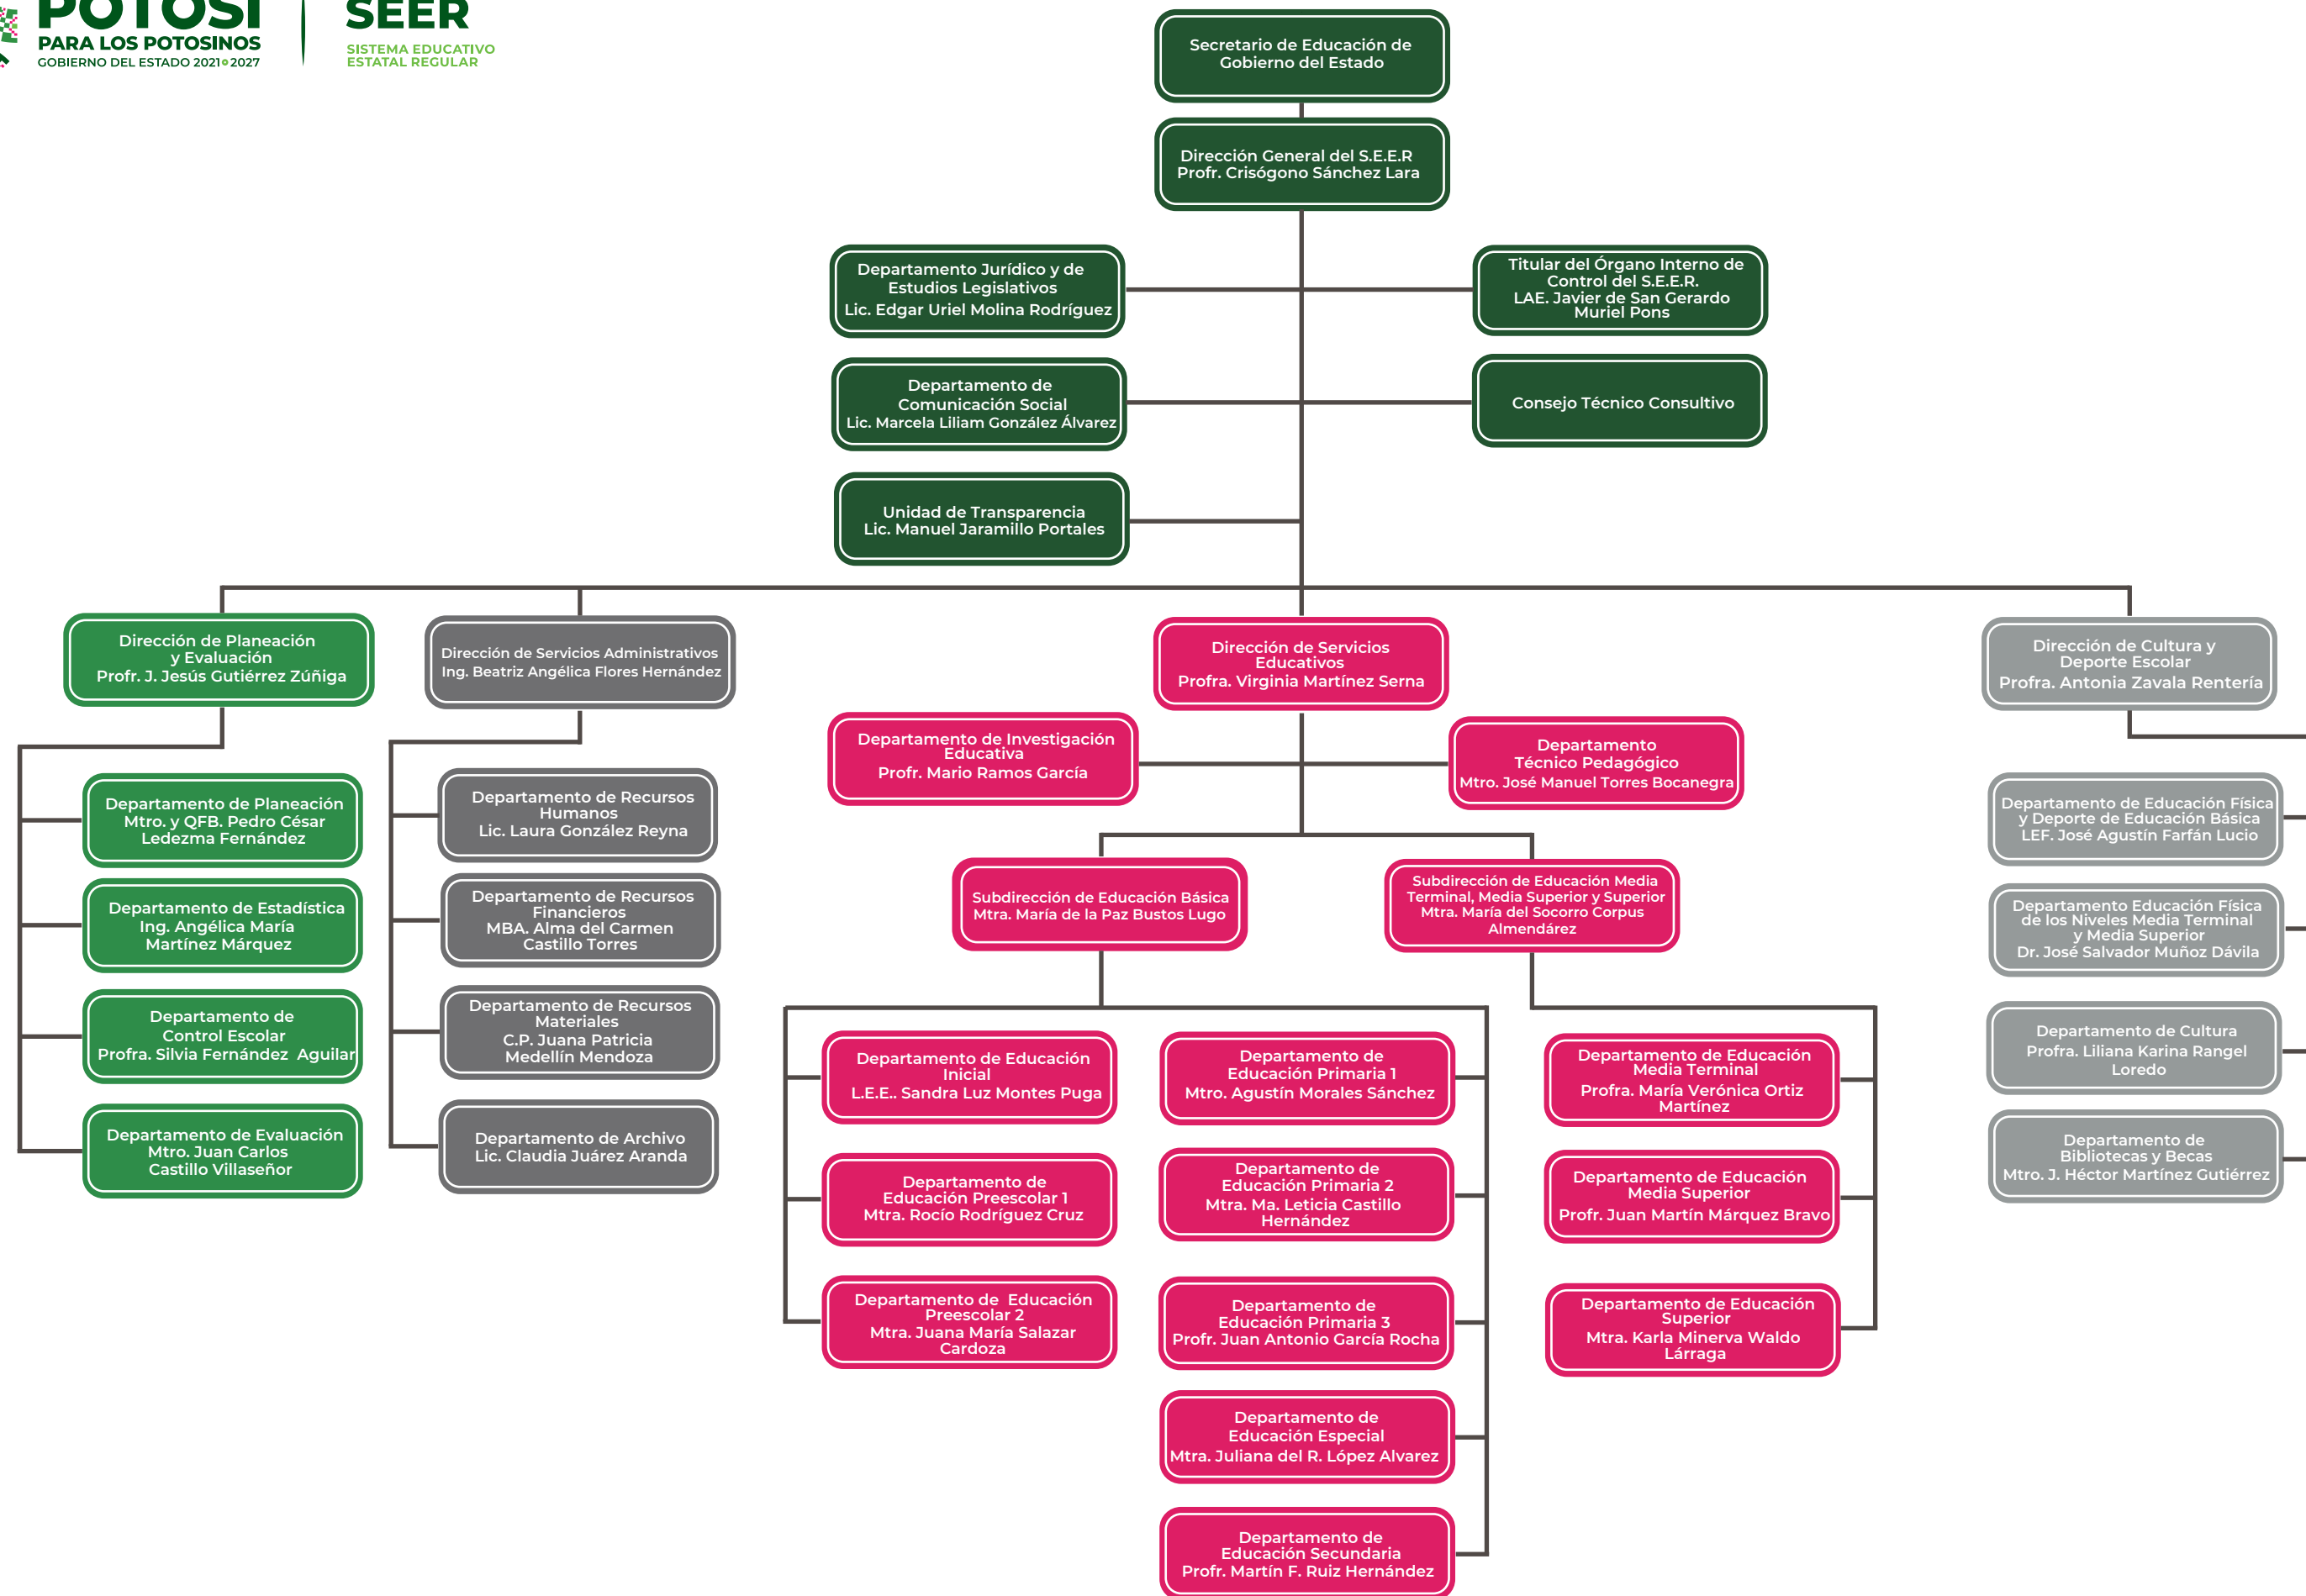 POTOSÍ
PARA LOS POTOSINOS
GOBIERNO DEL ESTADO 2021 2027
SEER
SISTEMA EDUCATIVO
ESTATAL REGULAR
Secretario de Educación de
Gobierno del Estado
Dirección General del S.E.E.R
Profr. Crisógono Sánchez Lara
Departamento Jurídico y de
Estudios Legislativos
Lic. Edgar Uriel Molina Rodríguez
Titular del Órgano Interno de
Control del S.E.E.R.
LAE. Javier de San Gerardo
Muriel Pons
Departamento de
Comunicación Social
Lic. Marcela Liliam González Álvarez
Consejo Técnico Consultivo
Unidad de Transparencia
Lic. Manuel Jaramillo Portales
Dirección de Planeación
y Evaluación
Profr. J. Jesús Gutiérrez Zúñiga
Dirección de Servicios Administrativos
Ing. Beatriz Angélica Flores Hernández
Dirección de Servicios
Educativos
Profra. Virginia Martínez Serna
Dirección de Cultura y
Deporte Escolar
Profra. Antonia Zavala Rentería
Departamento de Investigación
Educativa
Profr. Mario Ramos García
Departamento
Técnico Pedagógico
Mtro. José Manuel Torres Bocanegra
Departamento de Planeación
Mtro. y QFB. Pedro César
Ledezma Fernández
Departamento de Estadística
Ing. Angélica María
Martínez Márquez
Departamento de
Control Escolar
Profra. Silvia Fernández  Aguilar
Departamento de Evaluación
Mtro. Juan Carlos
Castillo Villaseñor
Departamento de Recursos
Humanos
Lic. Laura González Reyna
Departamento de Recursos
Financieros
MBA. Alma del Carmen
Castillo Torres
Departamento de Recursos
Materiales
C.P. Juana Patricia
Medellín Mendoza
Departamento de Archivo
Lic. Claudia Juárez Aranda
Subdirección de Educación Básica
Mtra. María de la Paz Bustos Lugo
Subdirección de Educación Media
Terminal, Media Superior y Superior
Mtra. María del Socorro Corpus
Almendárez
Departamento de Educación
Inicial
L.E.E.. Sandra Luz Montes Puga
Departamento de
Educación Preescolar 1
Mtra. Rocío Rodríguez Cruz
Departamento de  Educación
Preescolar 2
Mtra. Juana María Salazar
Cardoza
Departamento de
Educación Primaria 1
Mtro. Agustín Morales Sánchez
Departamento de
Educación Primaria 2
Mtra. Ma. Leticia Castillo
Hernández
Departamento de
Educación Primaria 3
Profr. Juan Antonio García Rocha
Departamento de
Educación Especial
Mtra. Juliana del R. López Alvarez
Departamento de
Educación Secundaria
Profr. Martín F. Ruiz Hernández
Departamento de Educación
Media Terminal
Profra. María Verónica Ortiz
Martínez
Departamento de Educación
Media Superior
Profr. Juan Martín Márquez Bravo
Departamento de Educación
Superior
Mtra. Karla Minerva Waldo
Lárraga
Departamento de Educación Física
y Deporte de Educación Básica
LEF. José Agustín Farfán Lucio
Departamento Educación Física
de los Niveles Media Terminal
y Media Superior
Dr. José Salvador Muñoz Dávila
Departamento de Cultura
Profra. Liliana Karina Rangel
Loredo
Departamento de
Bibliotecas y Becas
Mtro. J. Héctor Martínez Gutiérrez